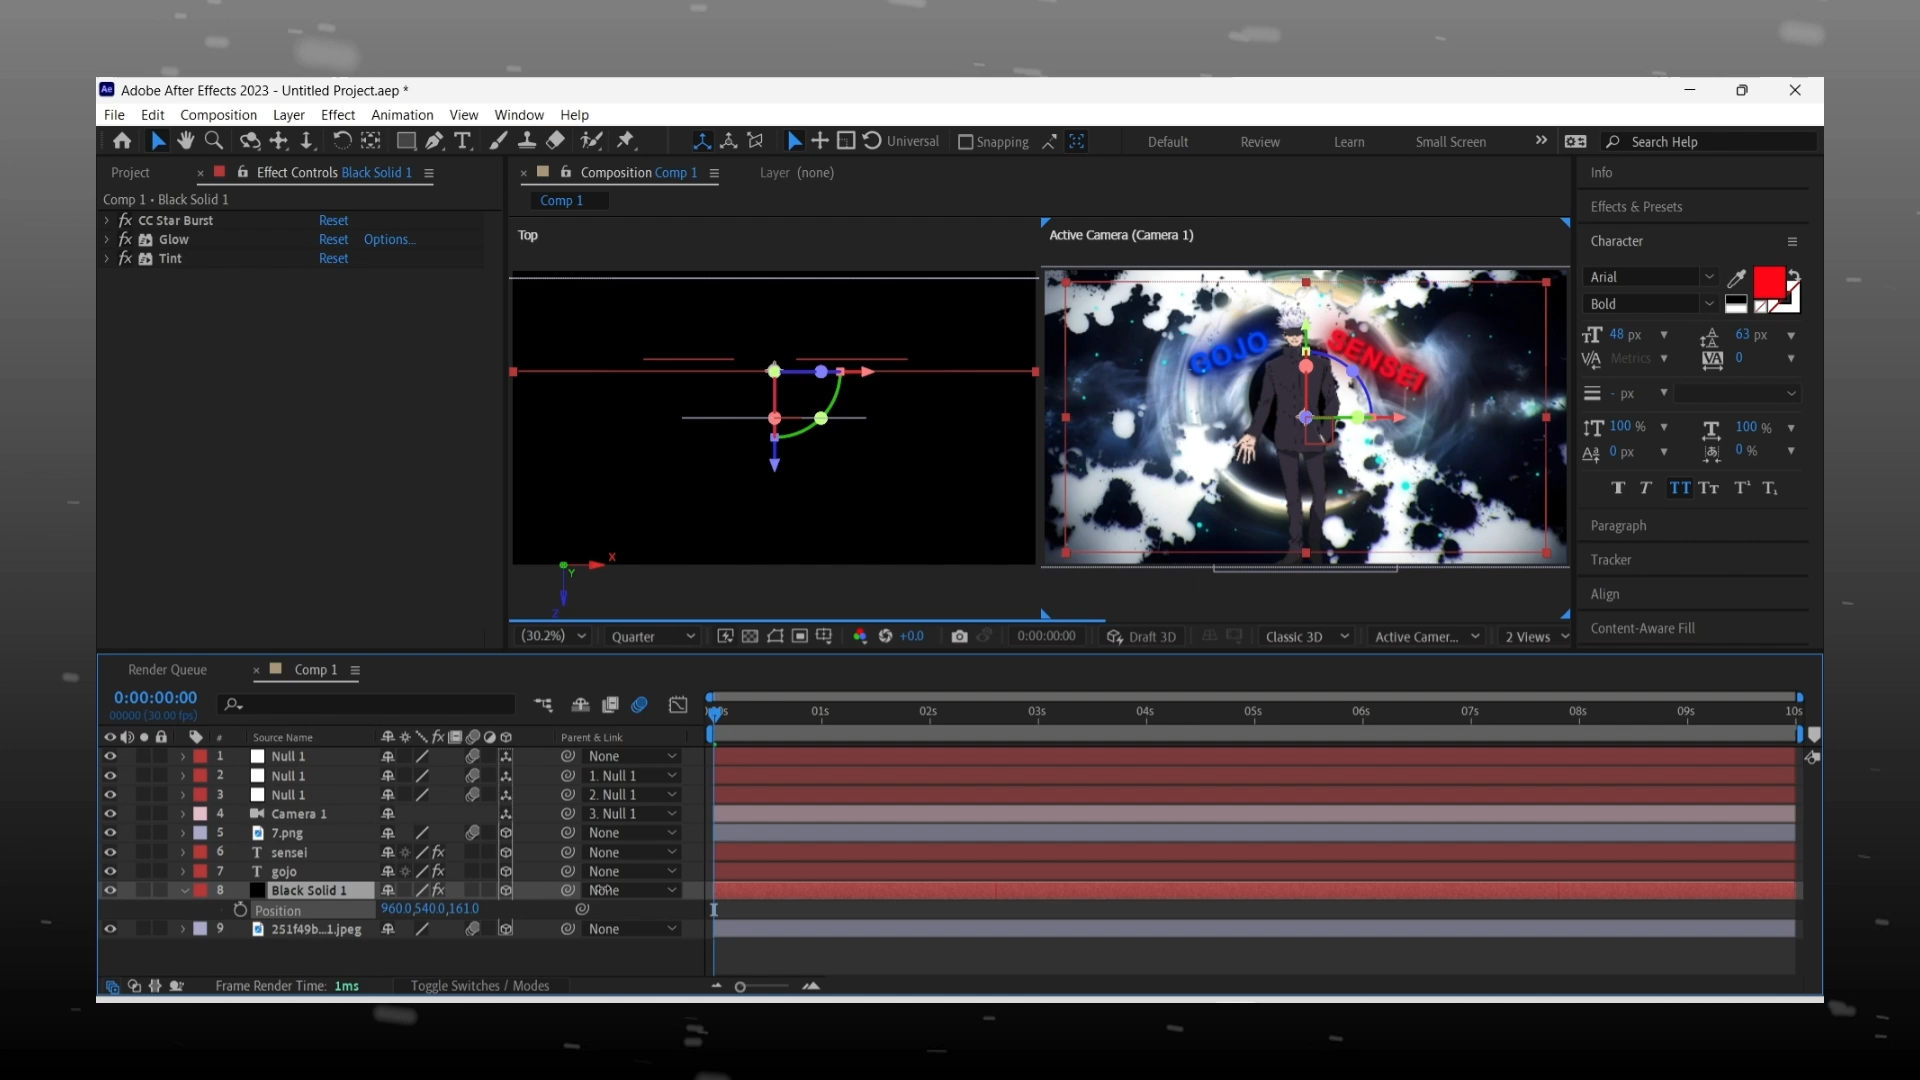 Adobe After Effects 2023 - Untitled Project.aep *
File Edit Composition Layer Effect Animation View Window Help
Universal Snapping Default Review Learn Small Screen Search Help
Project Effect Controls Black Solid 1
Comp 1 • Black Solid 1
fx CC Star Burst Reset
fx Glow Reset Options...
fx Tint Reset
Composition Comp 1 Layer (none)
Comp 1
Top
Active Camera (Camera 1)
GOJO
SENSEI
X
Y
Z
(30.2%) Quarter +0.0 0:00:00:00 Draft 3D Classic 3D Active Camer... 2 Views
Info
Effects & Presets
Character
Arial
Bold
48 px 63 px
Metrics 0
- px
100 % 100 %
0 px 0 %
Paragraph
Tracker
Align
Content-Aware Fill
Render Queue Comp 1
0:00:00:00
00000 (30.00 fps)
01s 02s 03s 04s 05s 06s 07s 08s 09s 10s
# Source Name Parent & Link
1 Null 1 None
2 Null 1 1. Null 1
3 Null 1 2. Null 1
4 Camera 1 3. Null 1
5 7.png None
6 T sensei fx None
7 T gojo fx None
8 Black Solid 1 fx None
Position 960.0,540.0,161.0
9 251f49b...1.jpeg None
Frame Render Time: 1ms Toggle Switches / Modes